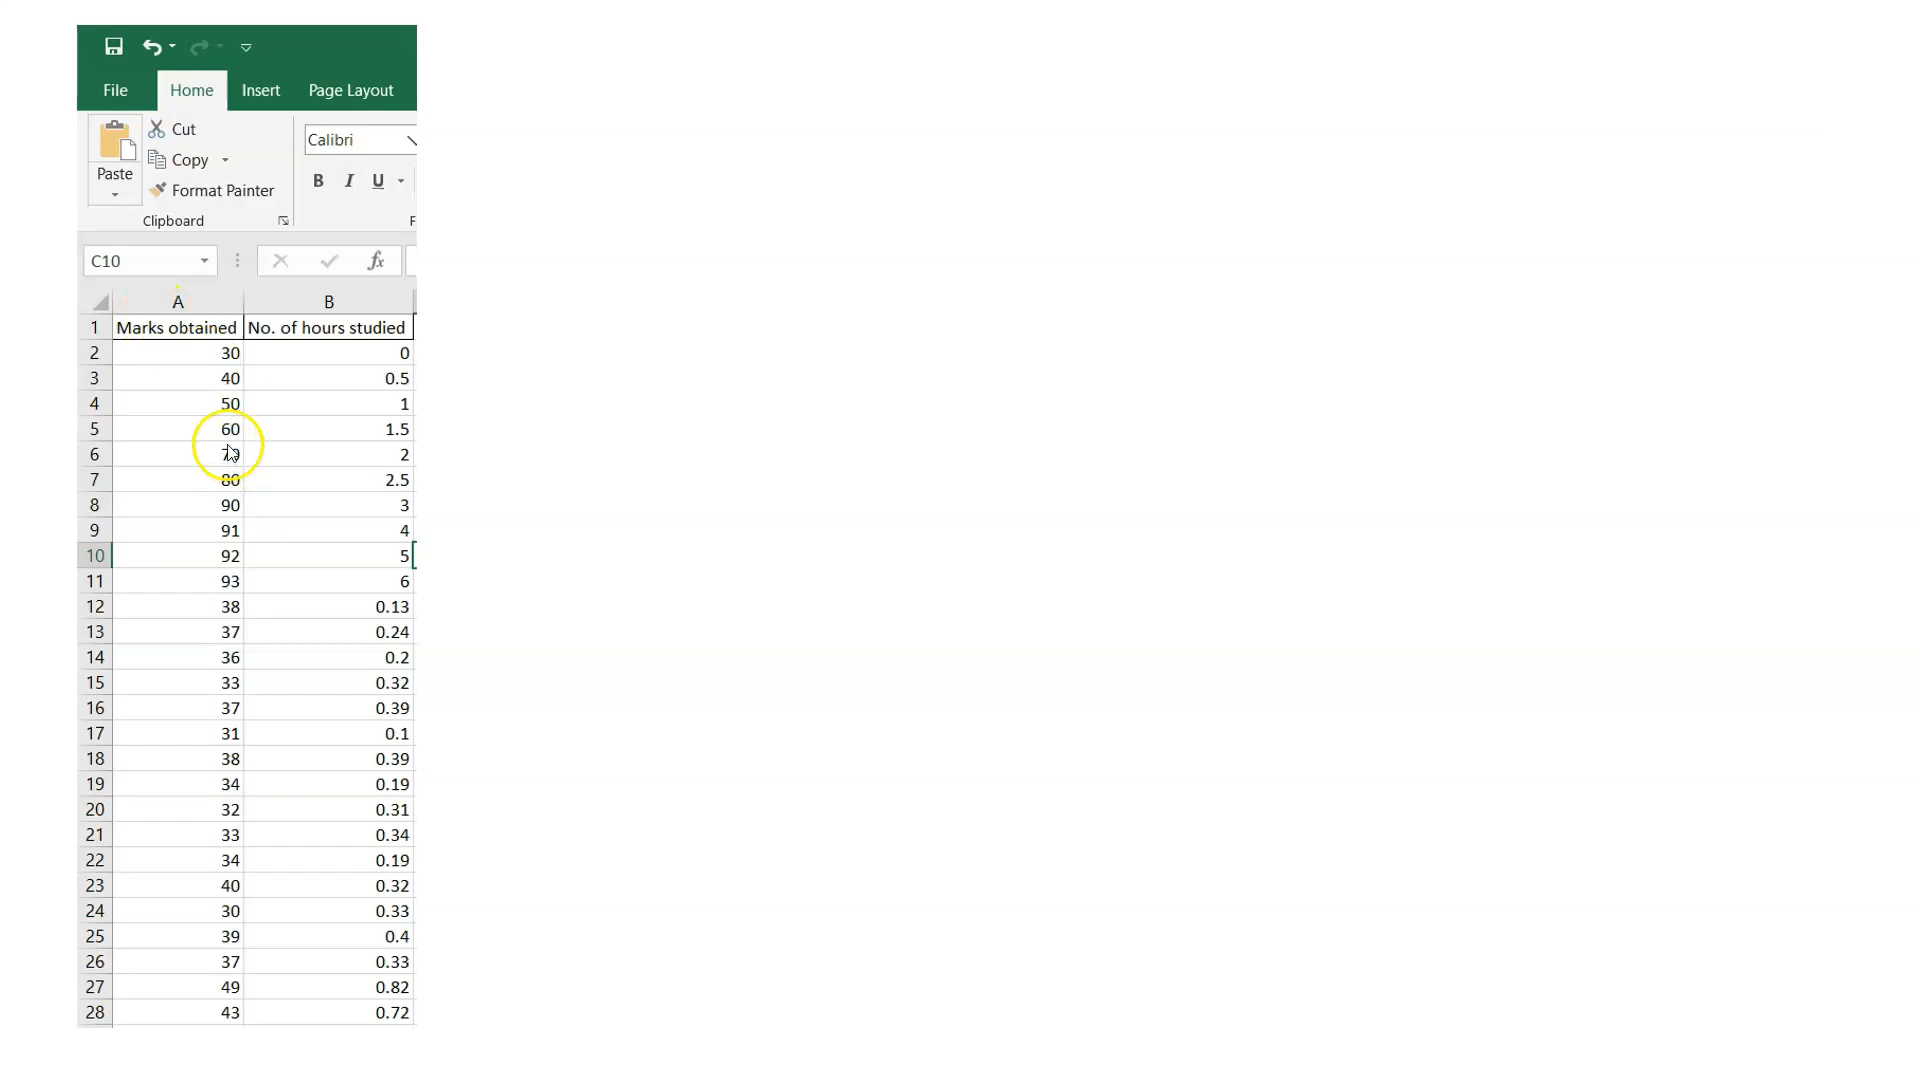 File Home Insert Page Layout
Cut
Copy
Paste
Format Painter
Clipboard
Calibri
B I U
F
C10 fx
A B
1 Marks obtained No. of hours studied
2 30 0
3 40 0.5
4 50 1
5 60 1.5
6 2
7 80 2.5
8 90 3
9 91 4
10 92 5
11 93 6
12 38 0.13
13 37 0.24
14 36 0.2
15 33 0.32
16 37 0.39
17 31 0.1
18 38 0.39
19 34 0.19
20 32 0.31
21 33 0.34
22 34 0.19
23 40 0.32
24 30 0.33
25 39 0.4
26 37 0.33
27 49 0.82
28 43 0.72